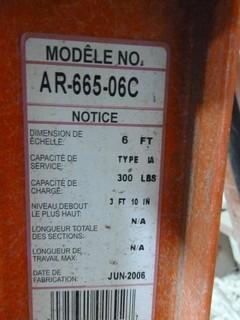 MODÊLE NO.
AR-665-06C
NOTICE
DIMENSION DE
ÉCHELLE: 6 FT
CAPACITÉ DE
SERVICE: TYPE IA
CAPACITÉ DE
CHARGE: 300 LBS
NIVEAU DEBOUT
LE PLUS HAUT: 3 FT 10 IN
LONGUEUR TOTALE
DES SECTIONS: N/A
LONGUEUR DE
TRAVAIL MAX: N/A
DATE DE
FABRICATION: JUN-2006